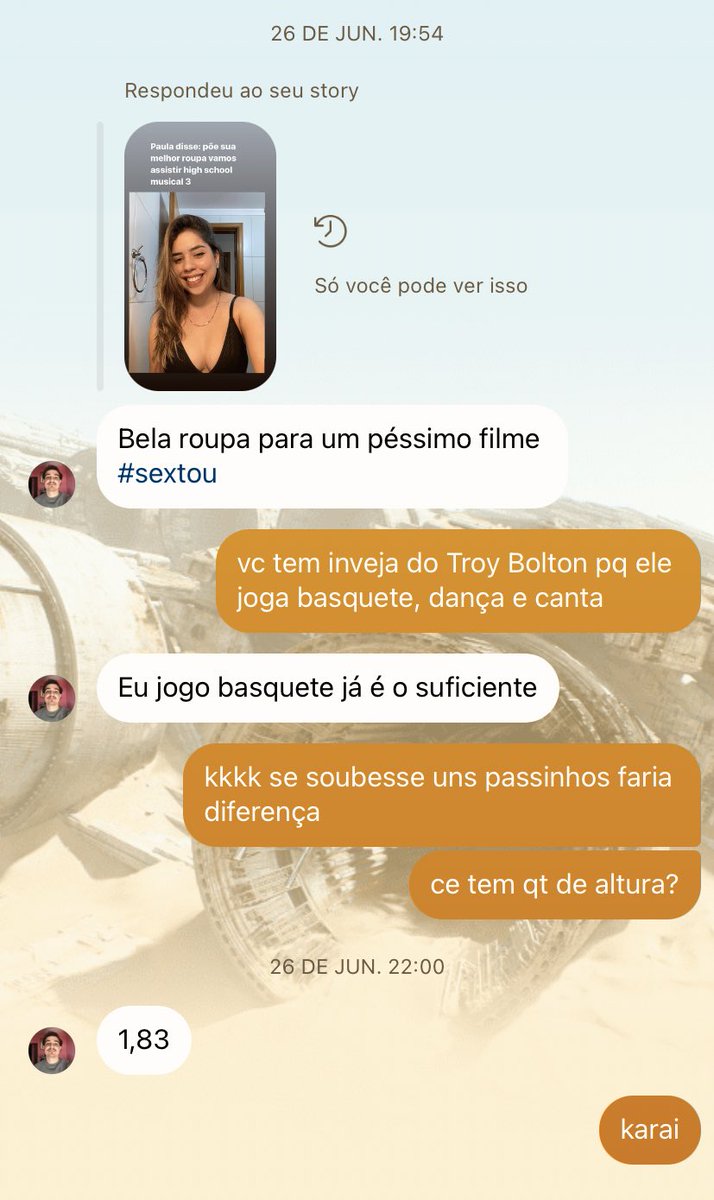 26 DE JUN. 19:54
Respondeu ao seu story
Paula disse: põe sua
melhor roupa vamos
assistir high school
musical 3
Só você pode ver isso
Bela roupa para um péssimo filme
#sextou
vc tem inveja do Troy Bolton pq ele
joga basquete, dança e canta
Eu jogo basquete já é o suficiente
kkkk se soubesse uns passinhos faria
diferença
ce tem qt de altura?
26 DE JUN. 22:00
1,83
karai